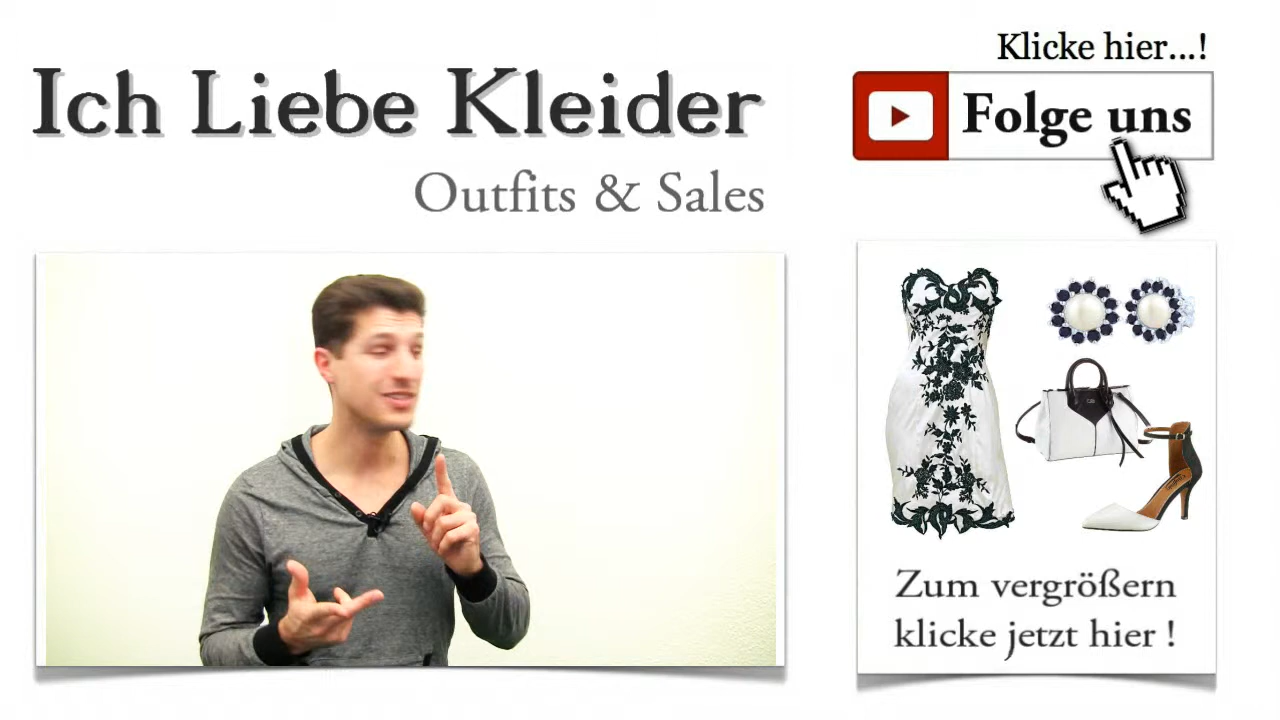 Ich Liebe Kleider
Outfits & Sales
Klicke hier...!
Folge uns
Zum vergrößern
klicke jetzt hier !